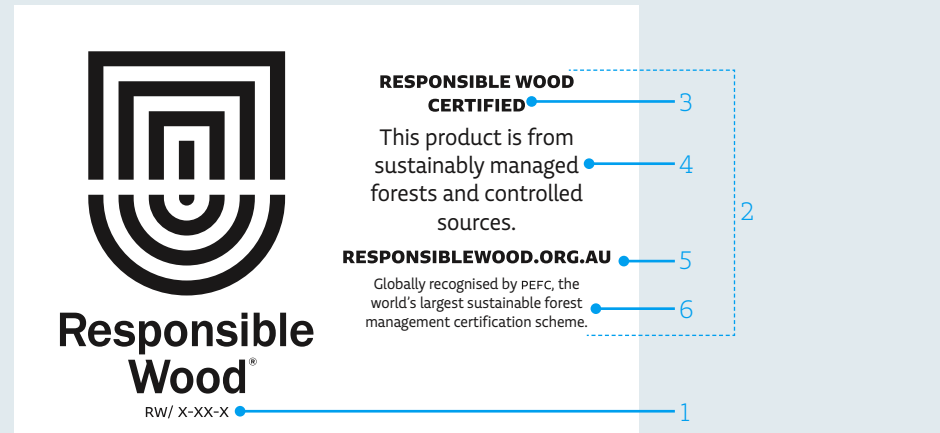 RESPONSIBLE WOOD
CERTIFIED
3
This product is from
sustainably managed
4
forests and controlled
sources.
2
RESPONSIBLEWOOD.ORG.AU
5
Globally recognised by PEFC, the
world's largest sustainable forest
6
management certification scheme.
Responsible
Wood®
RW/ X-XX-X
1